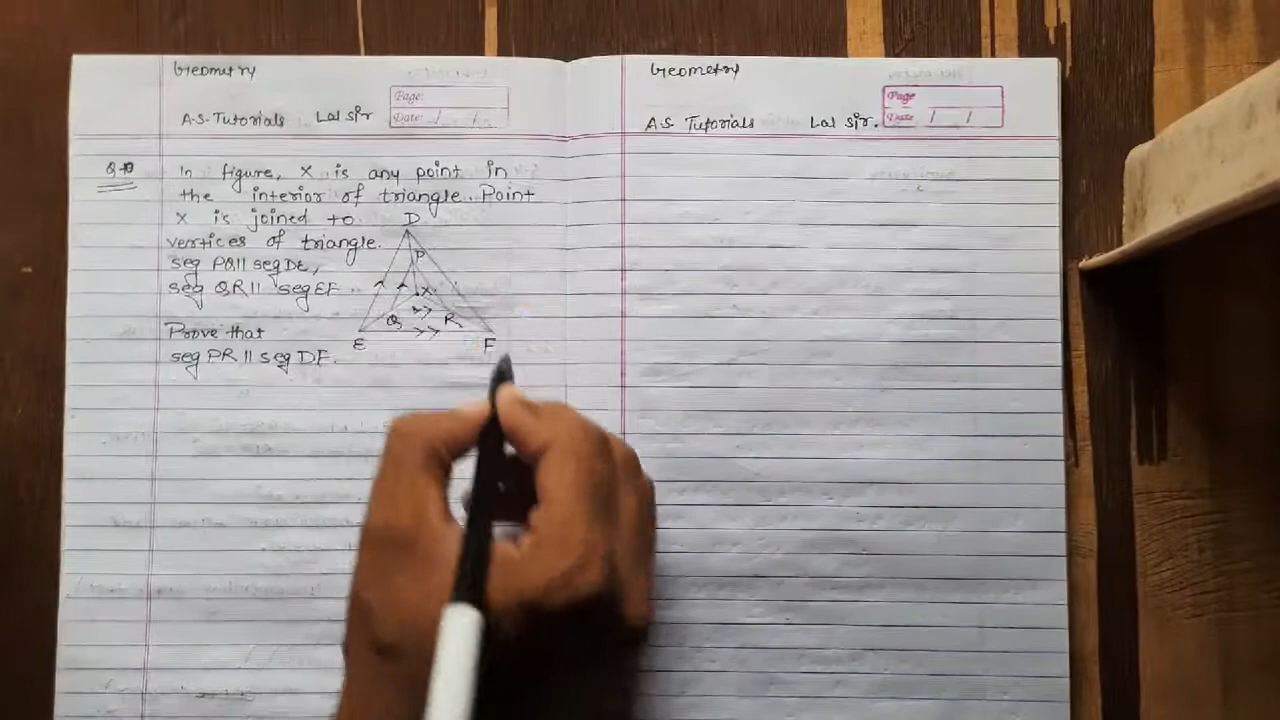 Geometry
Page:
Date: / /
A.S. Tutorials Lal sir
In figure, X is any point in
the interior of triangle. Point
X is joined to
vertices of triangle.
seg PQ || seg DE,
seg QR || seg EF.
Prove that
seg PR || seg DF.
D
P
X
Q
R
E
F
Geometry
Page
Date / /
A.S. Tutorials Lal sir.